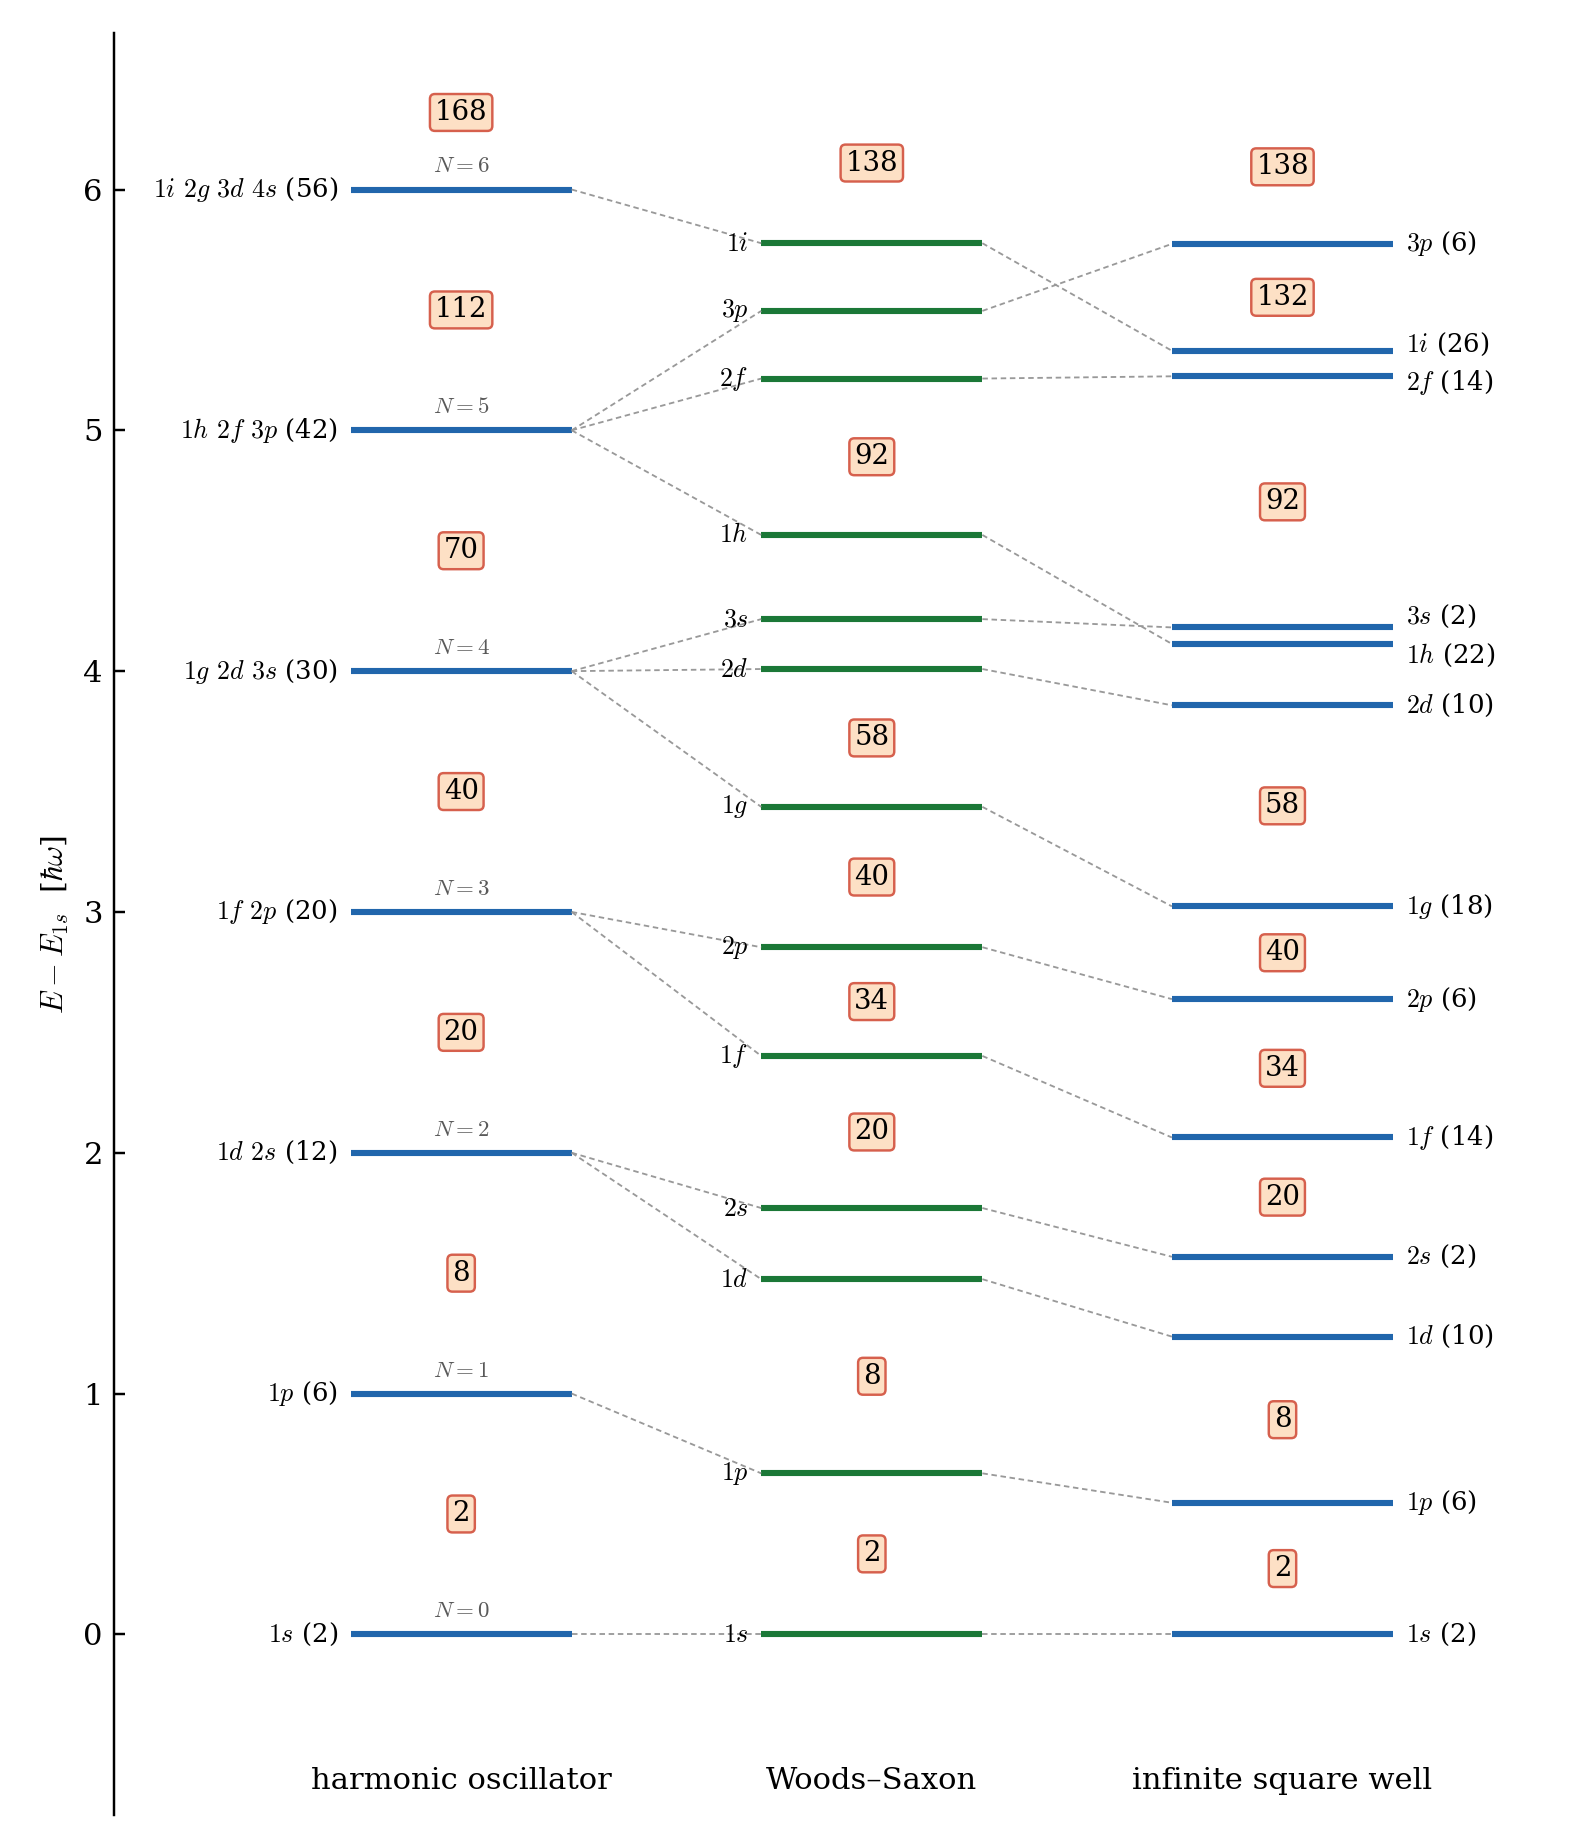 168
N = 6
138
138
6
1i 2g 3d 4s (56)
1i
3p (6)
112
3p
132
1i (26)
2f
2f (14)
N = 5
5
1h 2f 3p (42)
92
92
1h
70
3s
3s (2)
N = 4
1h (22)
4
1g 2d 3s (30)
2d
2d (10)
58
40
1g
58
40
N = 3
3
1f 2p (20)
1g (18)
E − E1s [ħω]
2p
40
2p (6)
20
34
1f
34
N = 2
20
1f (14)
2
1d 2s (12)
2s
20
2s (2)
8
1d
1d (10)
N = 1
8
1
1p (6)
8
1p
1p (6)
2
2
2
N = 0
0
1s (2)
1s
1s (2)
harmonic oscillator
Woods–Saxon
infinite square well